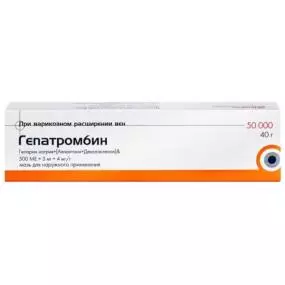 При варикозном расширении вен
50 000
Гепатромбин
40 г
Гепарин натрия+[Аллантоин+Декспантенол]&
500 МЕ + 3 мг + 4 мг/г
мазь для наружного применения